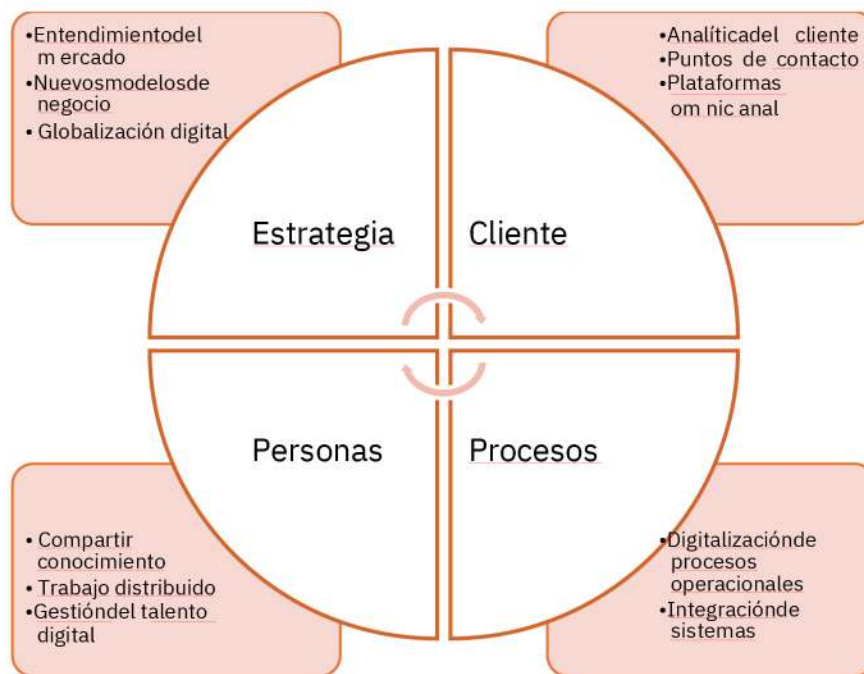 •Entendimientodel
m ercado
•Nuevosmodelosde
negocio
• Globalización digital
•Analíticadel cliente
•Puntos de contacto
•Plataformas
om nic anal
Estrategia
Cliente
Personas
Procesos
• Compartir
conocimiento
• Trabajo distribuido
•Gestióndel talento
digital
•Digitalizaciónde
procesos
operacionales
•Integraciónde
sistemas